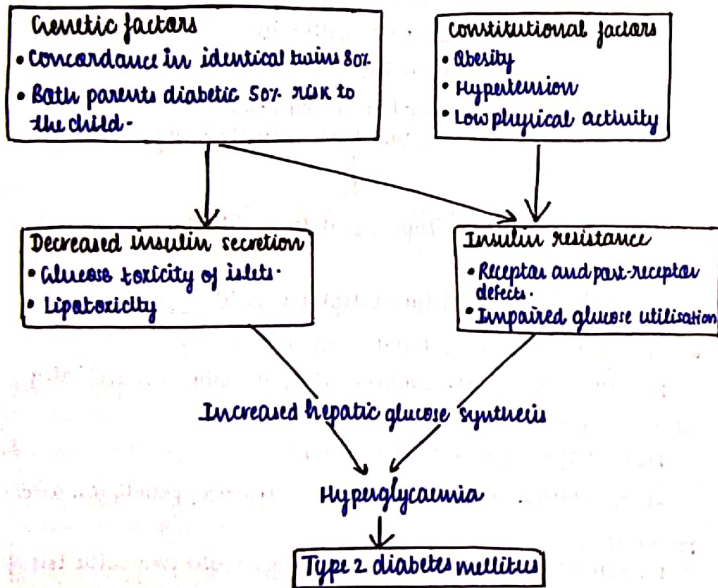 Genetic factors
• Concordance in identical twins 80%
• Both parents diabetic 50% risk to
the child.
Constitutional factors
• Obesity
• Hypertension
• Low physical activity
Decreased insulin secretion
• Glucose toxicity of islets.
• Lipotoxicity
Insulin resistance
• Receptor and post-receptor
defects.
• Impaired glucose utilisation
Increased hepatic glucose synthesis
Hyperglycaemia
Type 2 diabetes mellitus